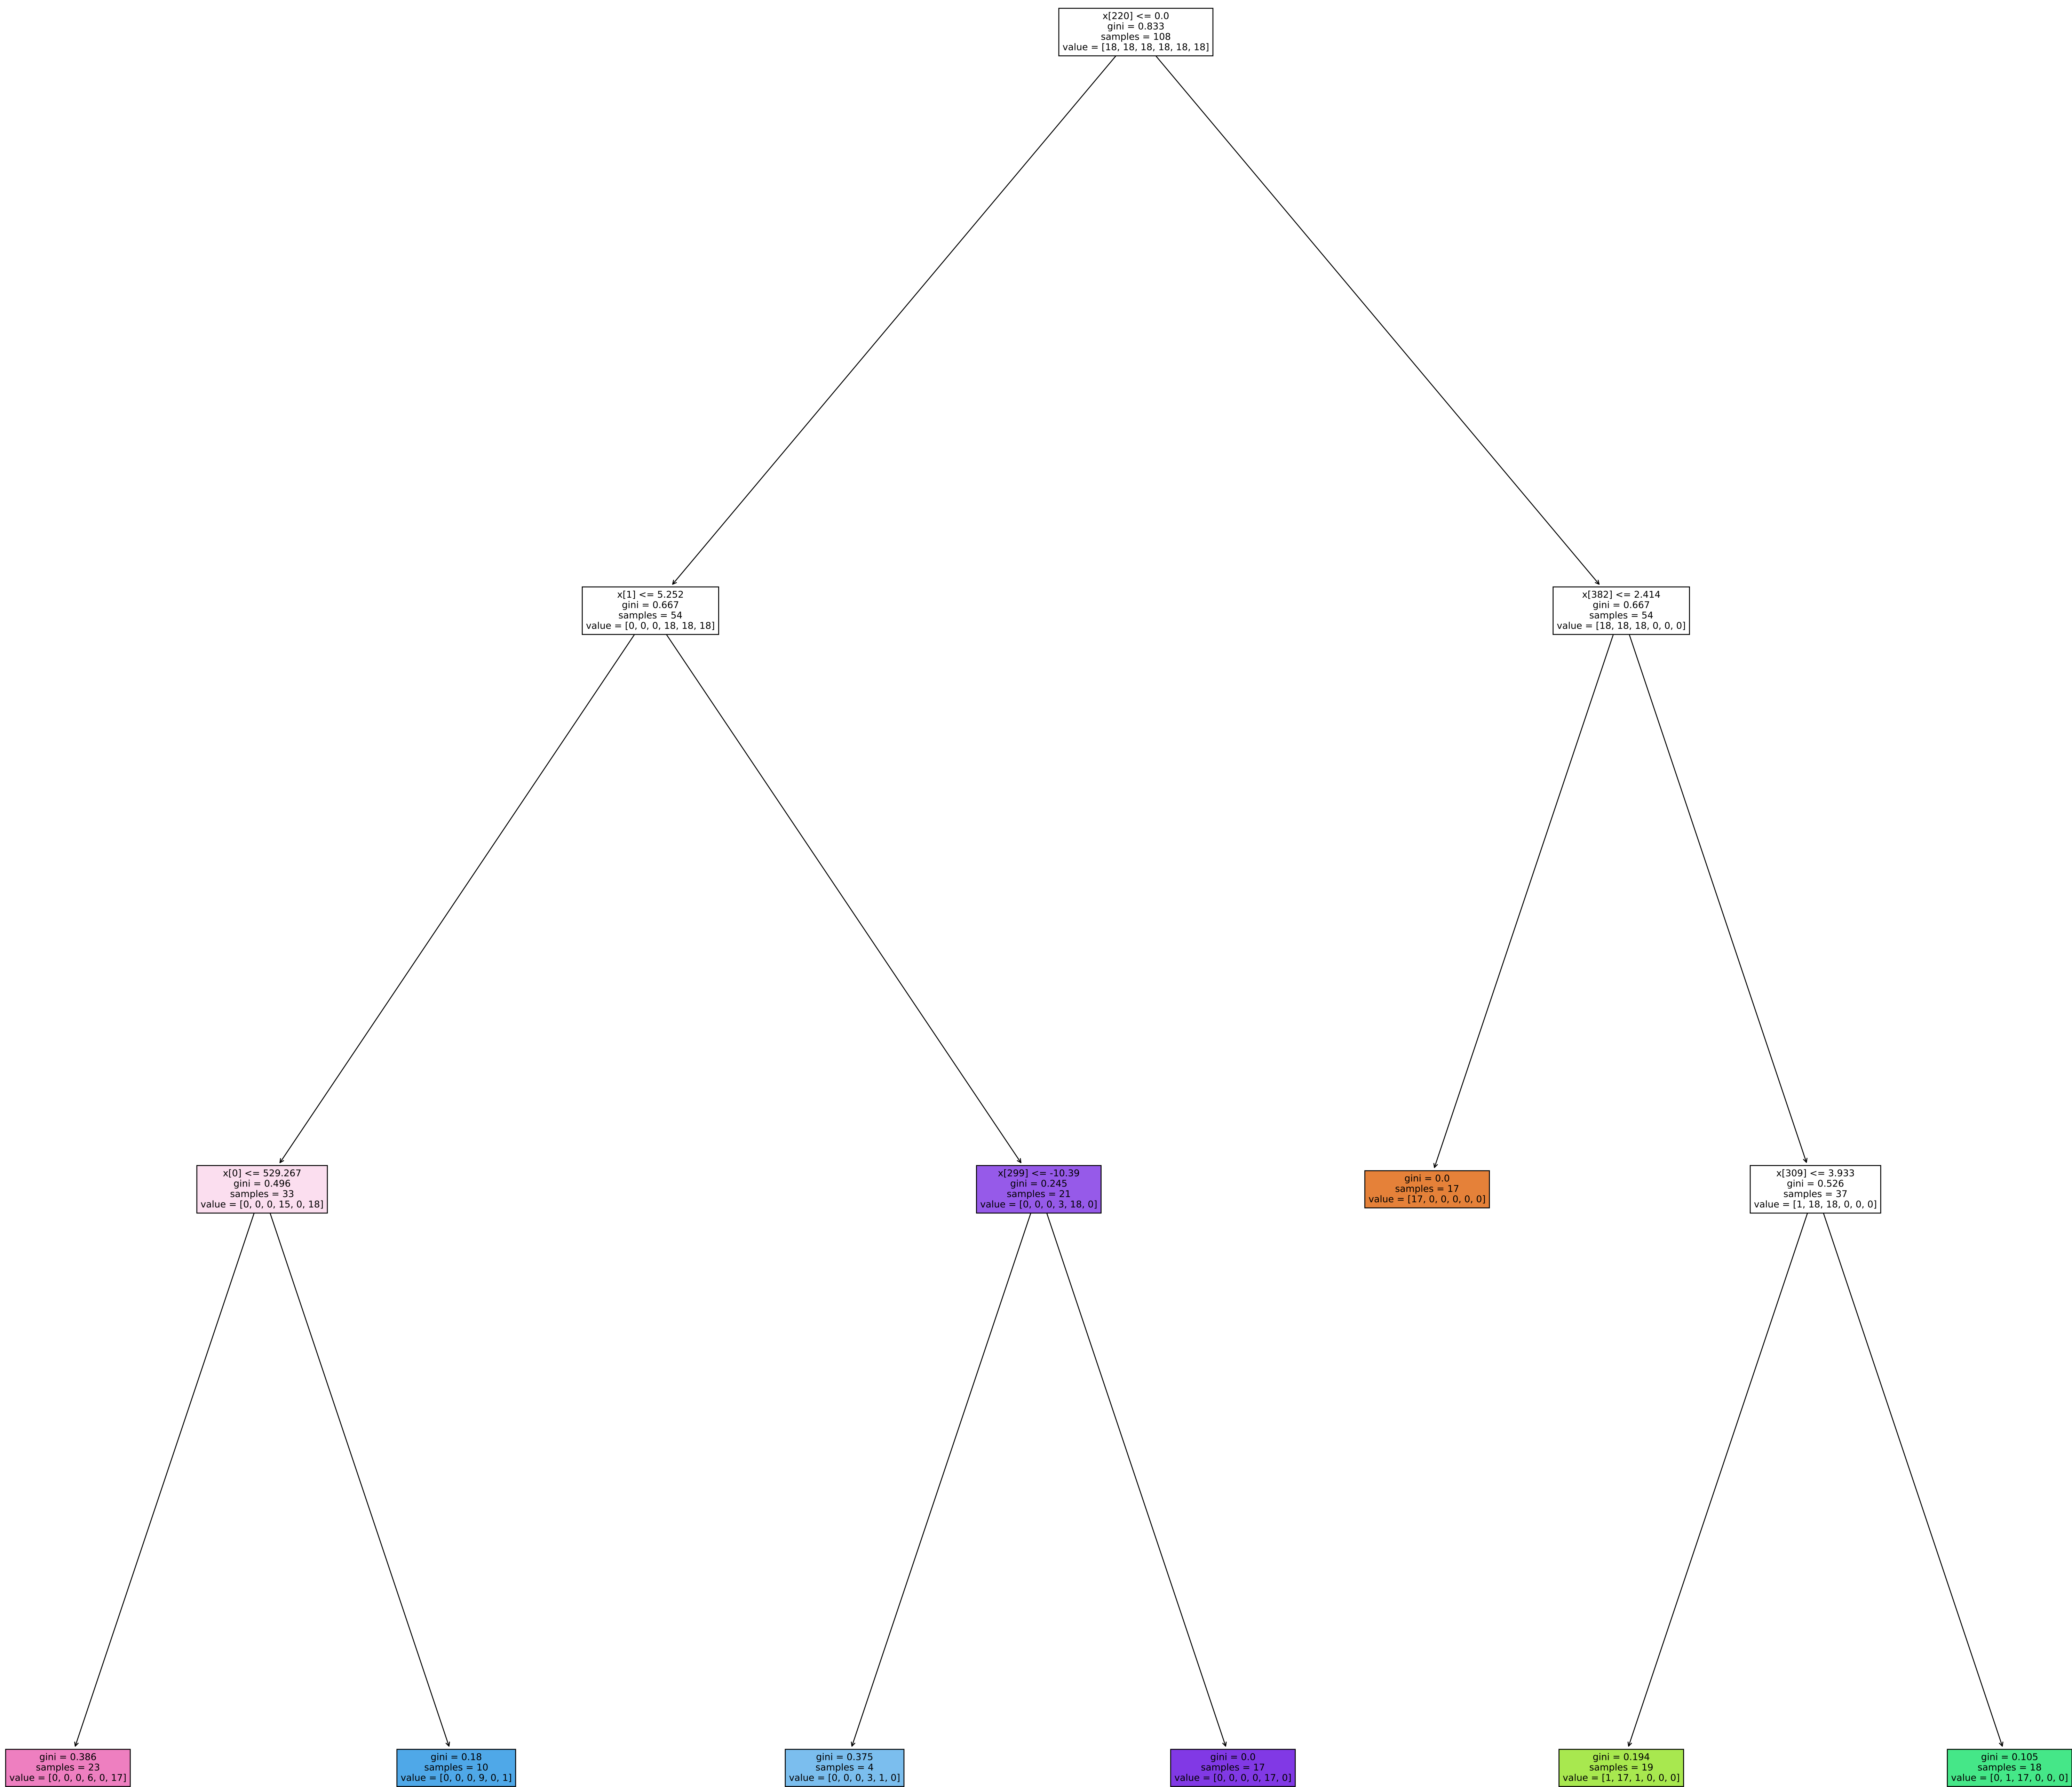 x[220] <= 0.0
gini = 0.833
samples = 108
value = [18, 18, 18, 18, 18, 18]
x[1] <= 5.252
gini = 0.667
samples = 54
value = [0, 0, 0, 18, 18, 18]
x[382] <= 2.414
gini = 0.667
samples = 54
value = [18, 18, 18, 0, 0, 0]
x[0] <= 529.267
gini = 0.496
samples = 33
value = [0, 0, 0, 15, 0, 18]
x[299] <= -10.39
gini = 0.245
samples = 21
value = [0, 0, 0, 3, 18, 0]
gini = 0.0
samples = 17
value = [17, 0, 0, 0, 0, 0]
x[309] <= 3.933
gini = 0.526
samples = 37
value = [1, 18, 18, 0, 0, 0]
gini = 0.386
samples = 23
value = [0, 0, 0, 6, 0, 17]
gini = 0.18
samples = 10
value = [0, 0, 0, 9, 0, 1]
gini = 0.375
samples = 4
value = [0, 0, 0, 3, 1, 0]
gini = 0.0
samples = 17
value = [0, 0, 0, 0, 17, 0]
gini = 0.194
samples = 19
value = [1, 17, 1, 0, 0, 0]
gini = 0.105
samples = 18
value = [0, 1, 17, 0, 0, 0]